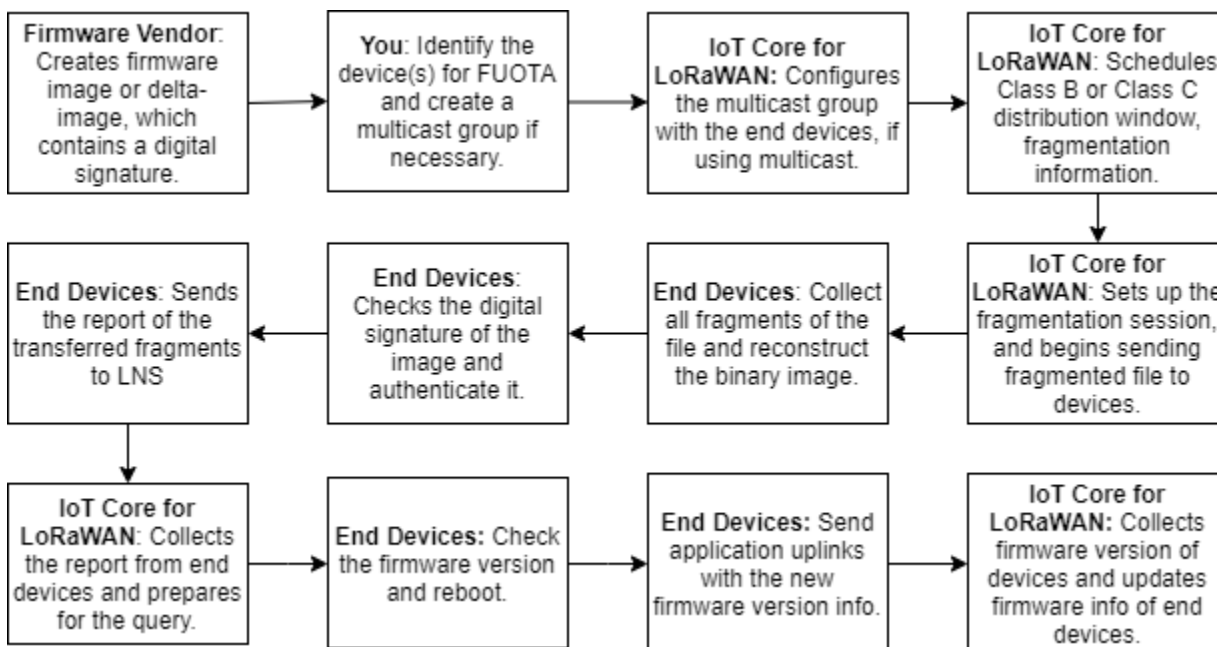 Firmware Vendor:
Creates firmware
image or delta-
image, which
contains a digital
signature.
You: Identify the
device(s) for FUOTA
and create a
multicast group if
necessary.
IoT Core for
LoRaWAN: Configures
the multicast group
with the end devices, if
using multicast.
IoT Core for
LoRaWAN: Schedules
Class B or Class C
distribution window,
fragmentation
information.
IoT Core for
LoRaWAN: Sets up the
fragmentation session,
and begins sending
fragmented file to
devices.
End Devices: Collect
all fragments of the
file and reconstruct
the binary image.
End Devices:
Checks the digital
signature of the
image and
authenticate it.
End Devices: Sends
the report of the
transferred fragments
to LNS
IoT Core for
LoRaWAN: Collects
the report from end
devices and prepares
for the query.
End Devices: Check
the firmware version
and reboot.
End Devices: Send
application uplinks
with the new
firmware version info.
IoT Core for
LoRaWAN: Collects
firmware version of
devices and updates
firmware info of end
devices.